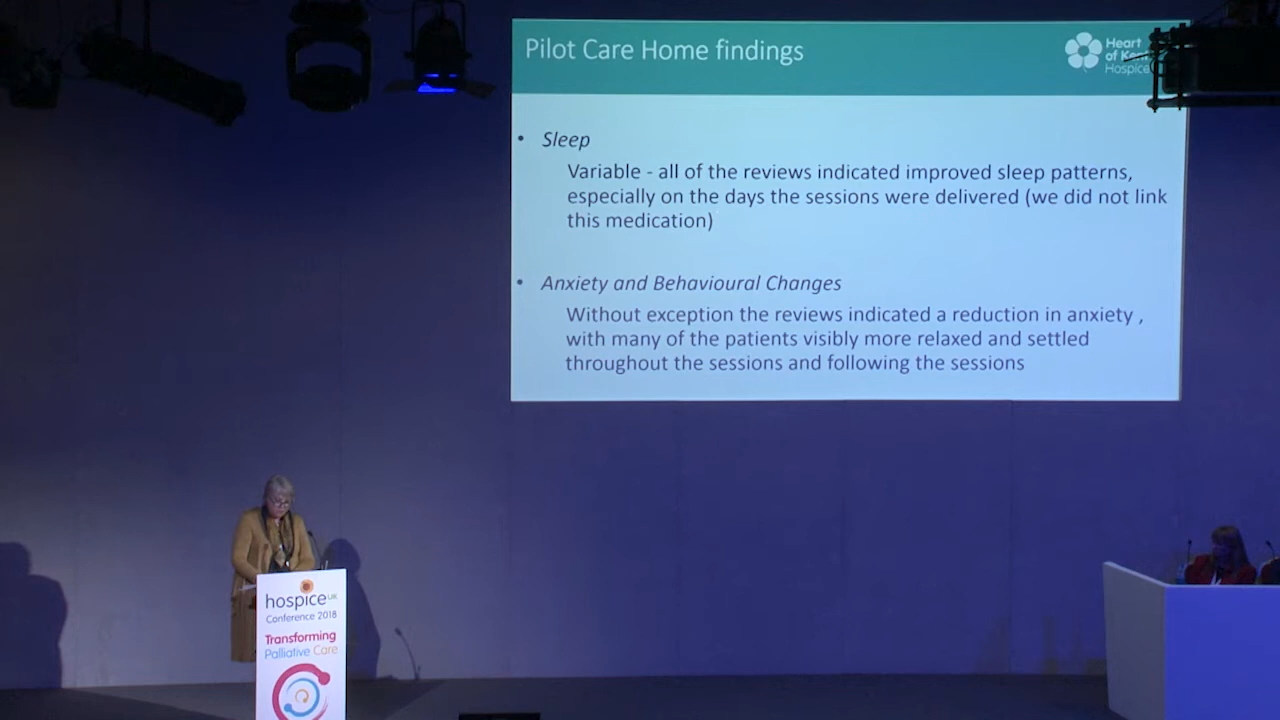 Pilot Care Home findings
Heart
of Kent
Hospice
• Sleep
Variable - all of the reviews indicated improved sleep patterns,
especially on the days the sessions were delivered (we did not link
this medication)
• Anxiety and Behavioural Changes
Without exception the reviews indicated a reduction in anxiety ,
with many of the patients visibly more relaxed and settled
throughout the sessions and following the sessions
hospice UK
Conference 2018
Transforming
Palliative Care